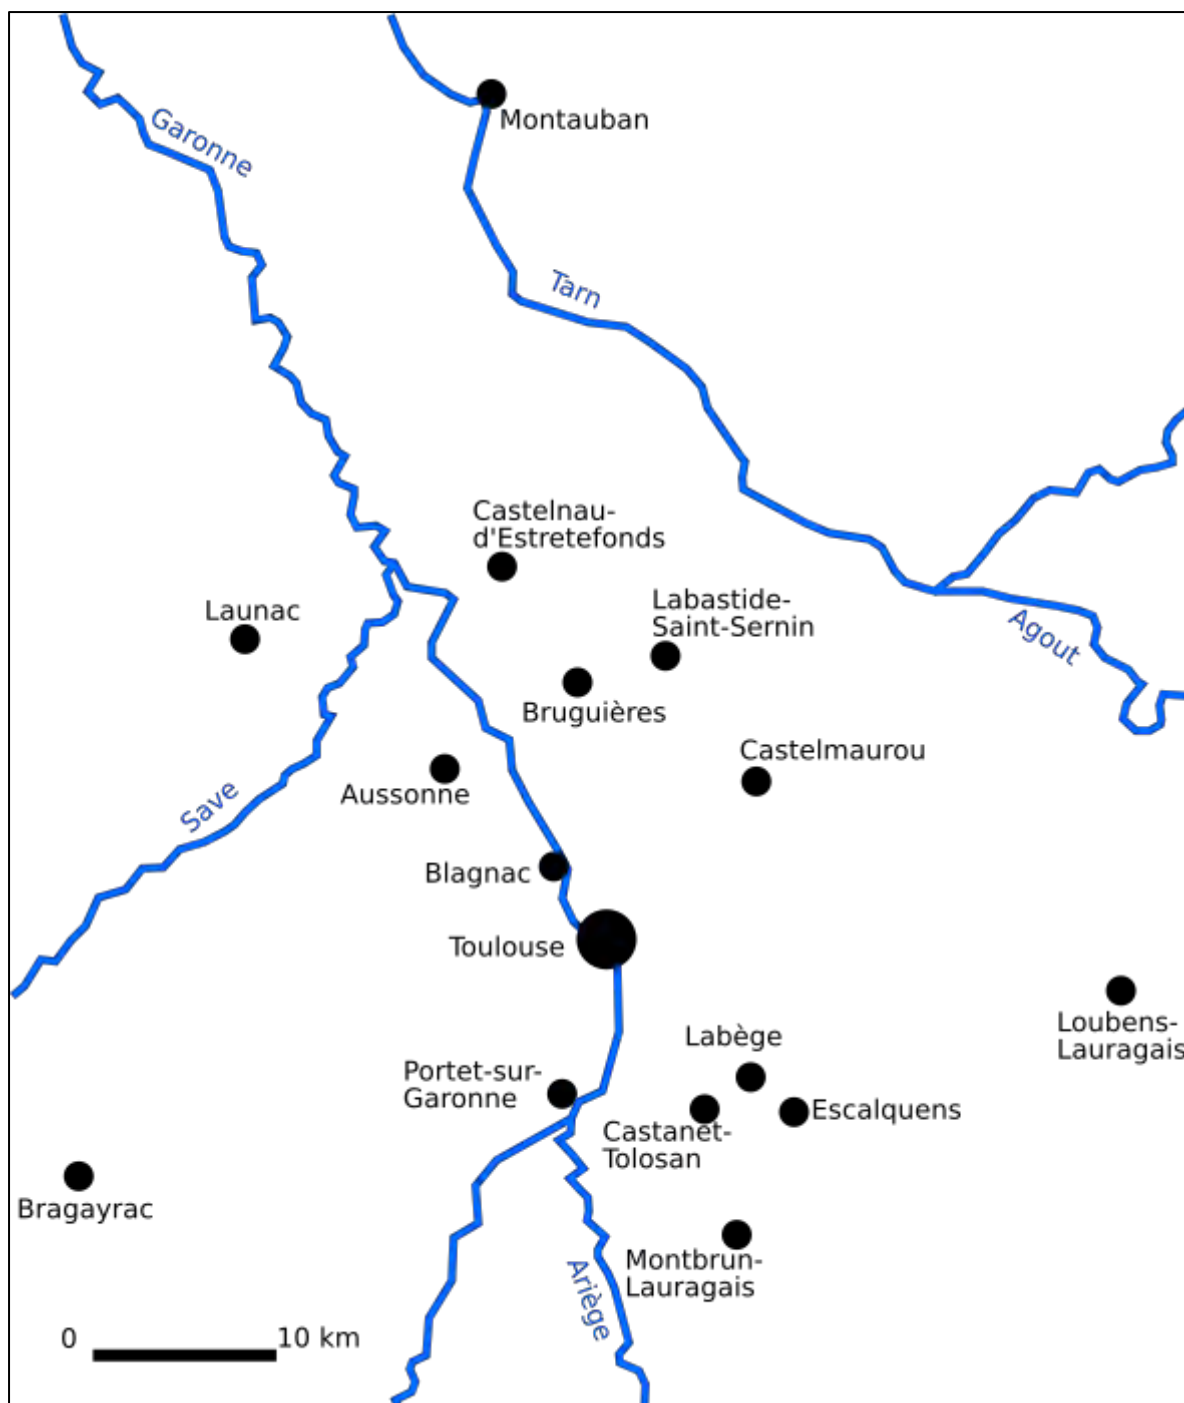 Montauban
Garonne
Tarn
Castelnau-
d'Estretefonds
Launac
Labastide-
Saint-Sernin
Agout
Bruguières
Castelmaurou
Aussonne
Save
Blagnac
Toulouse
Loubens-
Lauragais
Labège
Portet-sur-
Garonne
Escalquens
Castanet-
Tolosan
Bragayrac
Montbrun-
Lauragais
Ariège
0 10 km